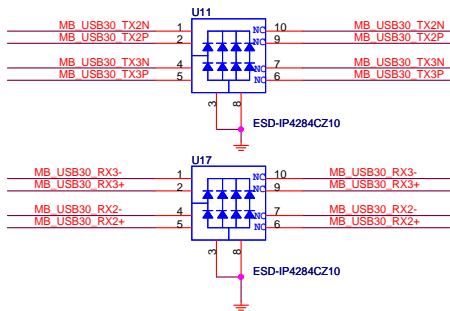 U11
MB_USB30_TX2N 1 NC 10 MB_USB30_TX2N
MB_USB30_TX2P 2 NC 9 MB_USB30_TX2P
MB_USB30_TX3N 4 NC 7 MB_USB30_TX3N
MB_USB30_TX3P 5 NC 6 MB_USB30_TX3P
3 8
ESD-IP4284CZ10
U17
MB_USB30_RX3- 1 NC 10 MB_USB30_RX3-
MB_USB30_RX3+ 2 NC 9 MB_USB30_RX3+
MB_USB30_RX2- 4 NC 7 MB_USB30_RX2-
MB_USB30_RX2+ 5 NC 6 MB_USB30_RX2+
3 8
ESD-IP4284CZ10